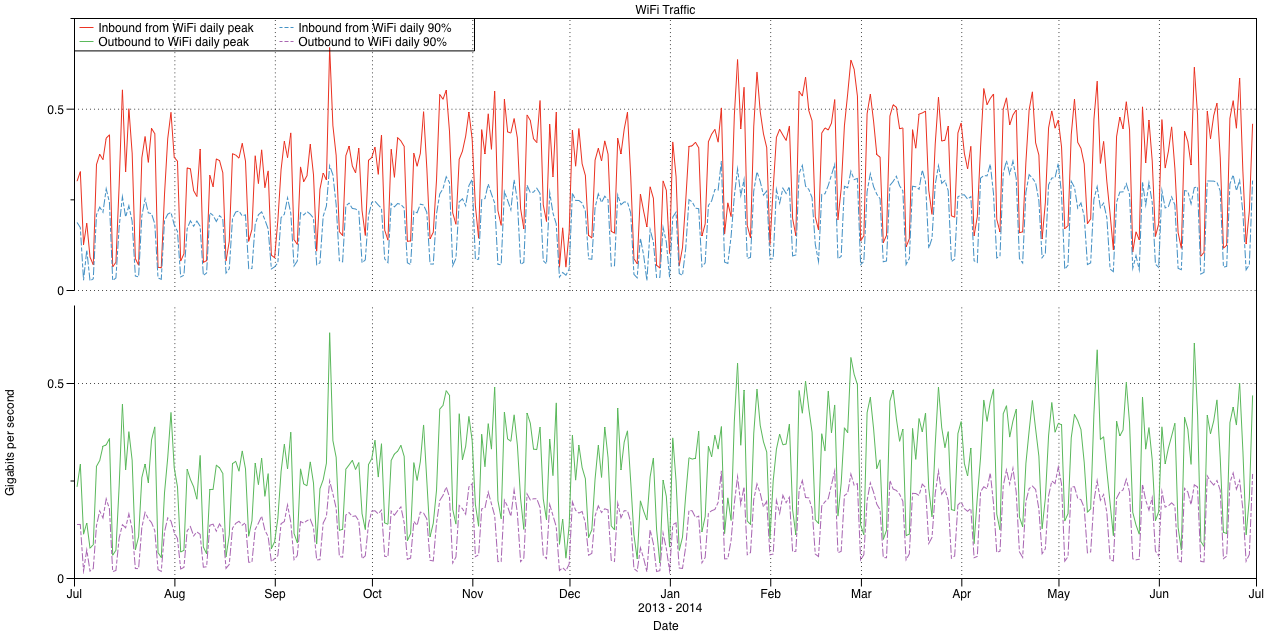 WiFi Traffic
Inbound from WiFi daily peak Inbound from WiFi daily 90%
Outbound to WiFi daily peak Outbound to WiFi daily 90%
0.5
0
0.5
0
Gigabits per second
Jul Aug Sep Oct Nov Dec Jan Feb Mar Apr May Jun Jul
2013 - 2014
Date